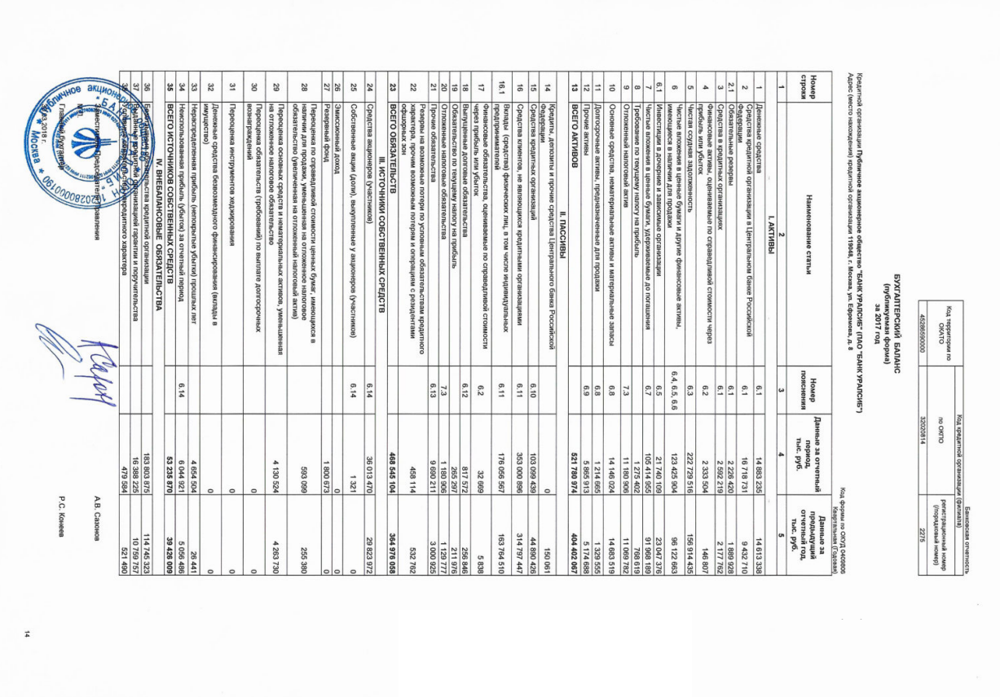 Банковская отчетность
Код территории по ОКАТО
Код кредитной организации (филиала)
по ОКПО
регистрационный номер (/порядковый номер)
45286590000
32020814
2275
БУХГАЛТЕРСКИЙ БАЛАНС
(публикуемая форма)
за 2017 год
Кредитной организации Публичное акционерное общество "БАНК УРАЛСИБ" (ПАО "БАНК УРАЛСИБ")
Адрес (место нахождения) кредитной организации 119048, г. Москва, ул. Ефремова, д. 8
Код формы по ОКУД 0409806
Квартальная (Годовая)
Номер строки
Наименование статьи
Номер пояснения
Данные за отчетный период, тыс. руб.
Данные за предыдущий отчетный год, тыс. руб.
1 2 3 4 5
I. АКТИВЫ
1 Денежные средства 6.1 14 883 235 14 613 338
2 Средства кредитной организации в Центральном банке Российской Федерации 6.1 16 718 731 9 432 710
2.1 Обязательные резервы 6.1 2 226 420 1 889 928
3 Средства в кредитных организациях 6.1 2 592 219 2 177 762
4 Финансовые активы, оцениваемые по справедливой стоимости через прибыль или убыток 6.2 2 333 504 146 807
5 Чистая ссудная задолженность 6.3 222 729 516 156 914 435
6 Чистые вложения в ценные бумаги и другие финансовые активы, имеющиеся в наличии для продажи 6.4, 6.5, 6.6 123 425 904 96 122 663
6.1 Инвестиции в дочерние и зависимые организации 6.5 21 740 109 23 047 376
7 Чистые вложения в ценные бумаги, удерживаемые до погашения 6.7 105 414 955 91 968 189
8 Требование по текущему налогу на прибыль 1 275 402 768 619
9 Отложенный налоговый актив 7.3 11 180 906 11 069 782
10 Основные средства, нематериальные активы и материальные запасы 6.8 14 146 024 14 683 519
11 Долгосрочные активы, предназначенные для продажи 6.8 1 214 665 1 329 555
12 Прочие активы 6.9 5 865 913 5 174 688
13 ВСЕГО АКТИВОВ 521 780 974 404 402 067
II. ПАССИВЫ
14 Кредиты, депозиты и прочие средства Центрального банка Российской Федерации 0 150 061
15 Средства кредитных организаций 6.10 103 099 439 44 890 426
16 Средства клиентов, не являющихся кредитными организациями 6.11 353 000 896 314 797 447
16.1 Вклады (средства) физических лиц, в том числе индивидуальных предпринимателей 6.11 176 056 567 163 764 510
17 Финансовые обязательства, оцениваемые по справедливой стоимости через прибыль или убыток 6.2 32 669 5 838
18 Выпущенные долговые обязательства 6.12 817 572 256 846
19 Обязательство по текущему налогу на прибыль 265 297 211 976
20 Отложенные налоговые обязательства 7.3 1 180 906 1 129 777
21 Прочие обязательства 6.13 9 690 211 3 000 925
22 Резервы на возможные потери по условным обязательствам кредитного характера, прочим возможным потерям и операциям с резидентами офшорных зон 458 114 532 762
23 ВСЕГО ОБЯЗАТЕЛЬСТВ 468 545 104 364 976 058
III. ИСТОЧНИКИ СОБСТВЕННЫХ СРЕДСТВ
24 Средства акционеров (участников) 6.14 36 013 470 29 823 972
25 Собственные акции (доли), выкупленные у акционеров (участников) 6.14 1 321 0
26 Эмиссионный доход 0 0
27 Резервный фонд 1 800 673 0
28 Переоценка по справедливой стоимости ценных бумаг, имеющихся в наличии для продажи, уменьшенная на отложенное налоговое обязательство (увеличенная на отложенный налоговый актив) 593 099 255 380
29 Переоценка основных средств и нематериальных активов, уменьшенная на отложенное налоговое обязательство 4 130 524 4 263 730
30 Переоценка обязательств (требований) по выплате долгосрочных вознаграждений 0 0
31 Переоценка инструментов хеджирования 0 0
32 Денежные средства безвозмездного финансирования (вклады в имущество) 0 0
33 Нераспределенная прибыль (непокрытые убытки) прошлых лет 4 654 504 28 441
34 Неиспользованная прибыль (убыток) за отчетный период 6.14 6 044 921 5 056 486
35 ВСЕГО ИСТОЧНИКОВ СОБСТВЕННЫХ СРЕДСТВ 53 235 870 39 426 009
IV. ВНЕБАЛАНСОВЫЕ ОБЯЗАТЕЛЬСТВА
36 обязательства кредитной организации 183 803 875 114 745 323
37 Выданные кредитной организацией гарантии и поручительства 16 388 225 10 759 757
кредитного характера 479 584 521 490
Заместитель Председателя Правления
А.В. Сазонов
М.П.
Главный бухгалтер
Р.С. Конеев
.03.2018 г.
"БАНК
Москва
1020280000190
14